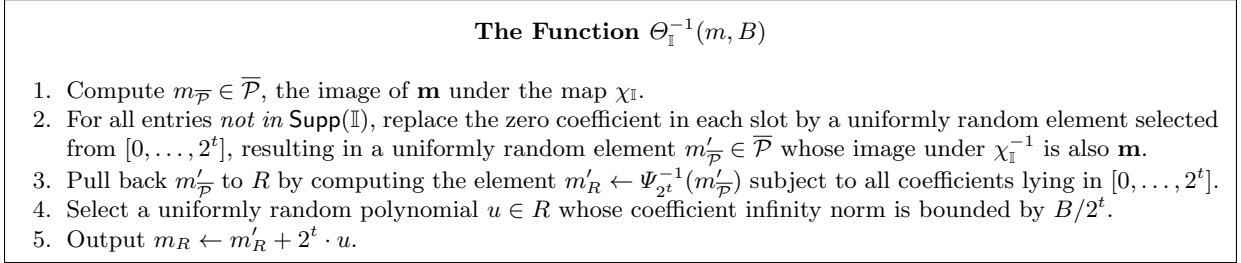 The Function Θ_𝕀^{-1}(m, B)
1. Compute m_{\overline{𝒫}} ∈ \overline{𝒫}, the image of **m** under the map χ_𝕀.
2. For all entries *not in* Supp(𝕀), replace the zero coefficient in each slot by a uniformly random element selected
from [0, . . . , 2^t], resulting in a uniformly random element m'_{\overline{𝒫}} ∈ \overline{𝒫} whose image under χ_𝕀^{-1} is also **m**.
3. Pull back m'_{\overline{𝒫}} to R by computing the element m'_R ← Ψ_{2^t}^{-1}(m'_{\overline{𝒫}}) subject to all coefficients lying in [0, . . . , 2^t].
4. Select a uniformly random polynomial u ∈ R whose coefficient infinity norm is bounded by B/2^t.
5. Output m_R ← m'_R + 2^t · u.